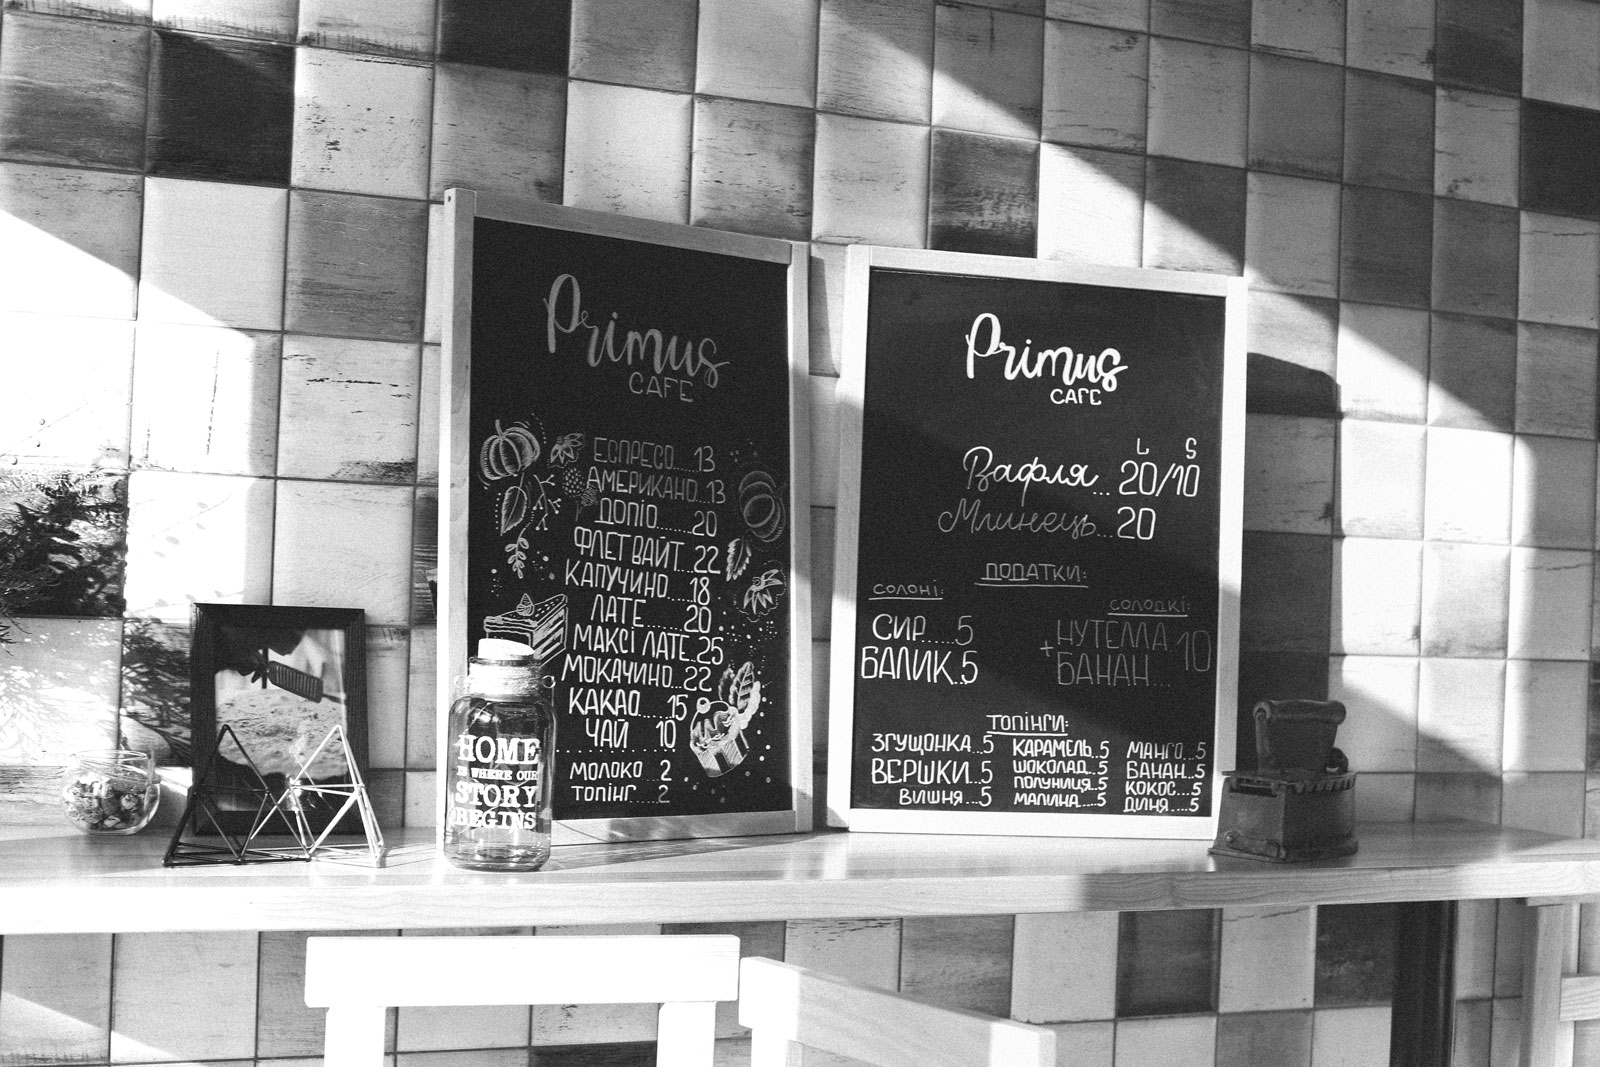 Primus
CAFE
ЕСПРЕСО.....13
АМЕРИКАНО..13
ДОПІО.......20
ФЛЕТ ВАЙТ..22
КАПУЧИНО 18
ЛАТЕ ....20
МАКСІ ЛАТЕ.25
МОКАЧИНО...22
КАКАО......15
ЧАЙ 10
МОЛОКО..2
ТОПІНГ...2
Primus
CAFE
L S
Вафля... 20/10
Млинець...20
ДОДАТКИ:
СОЛОНІ:
СИР.....5
БАЛИК..5
СОЛОДКІ:
НУТЕЛЛА 10
+ БАНАН...
ТОПІНГИ:
ЗГУЩОНКА..5
ВЕРШКИ..5
ВИШНЯ...5
КАРАМЕЛЬ.5
ШОКОЛАД..5
ПОЛУНИЦЯ..5
МАЛИНА...5
МАНГО...5
БАНАН...5
КОКОС...5
ДИНЯ....5
HOME
IS WHERE OUR
STORY
BEGINS